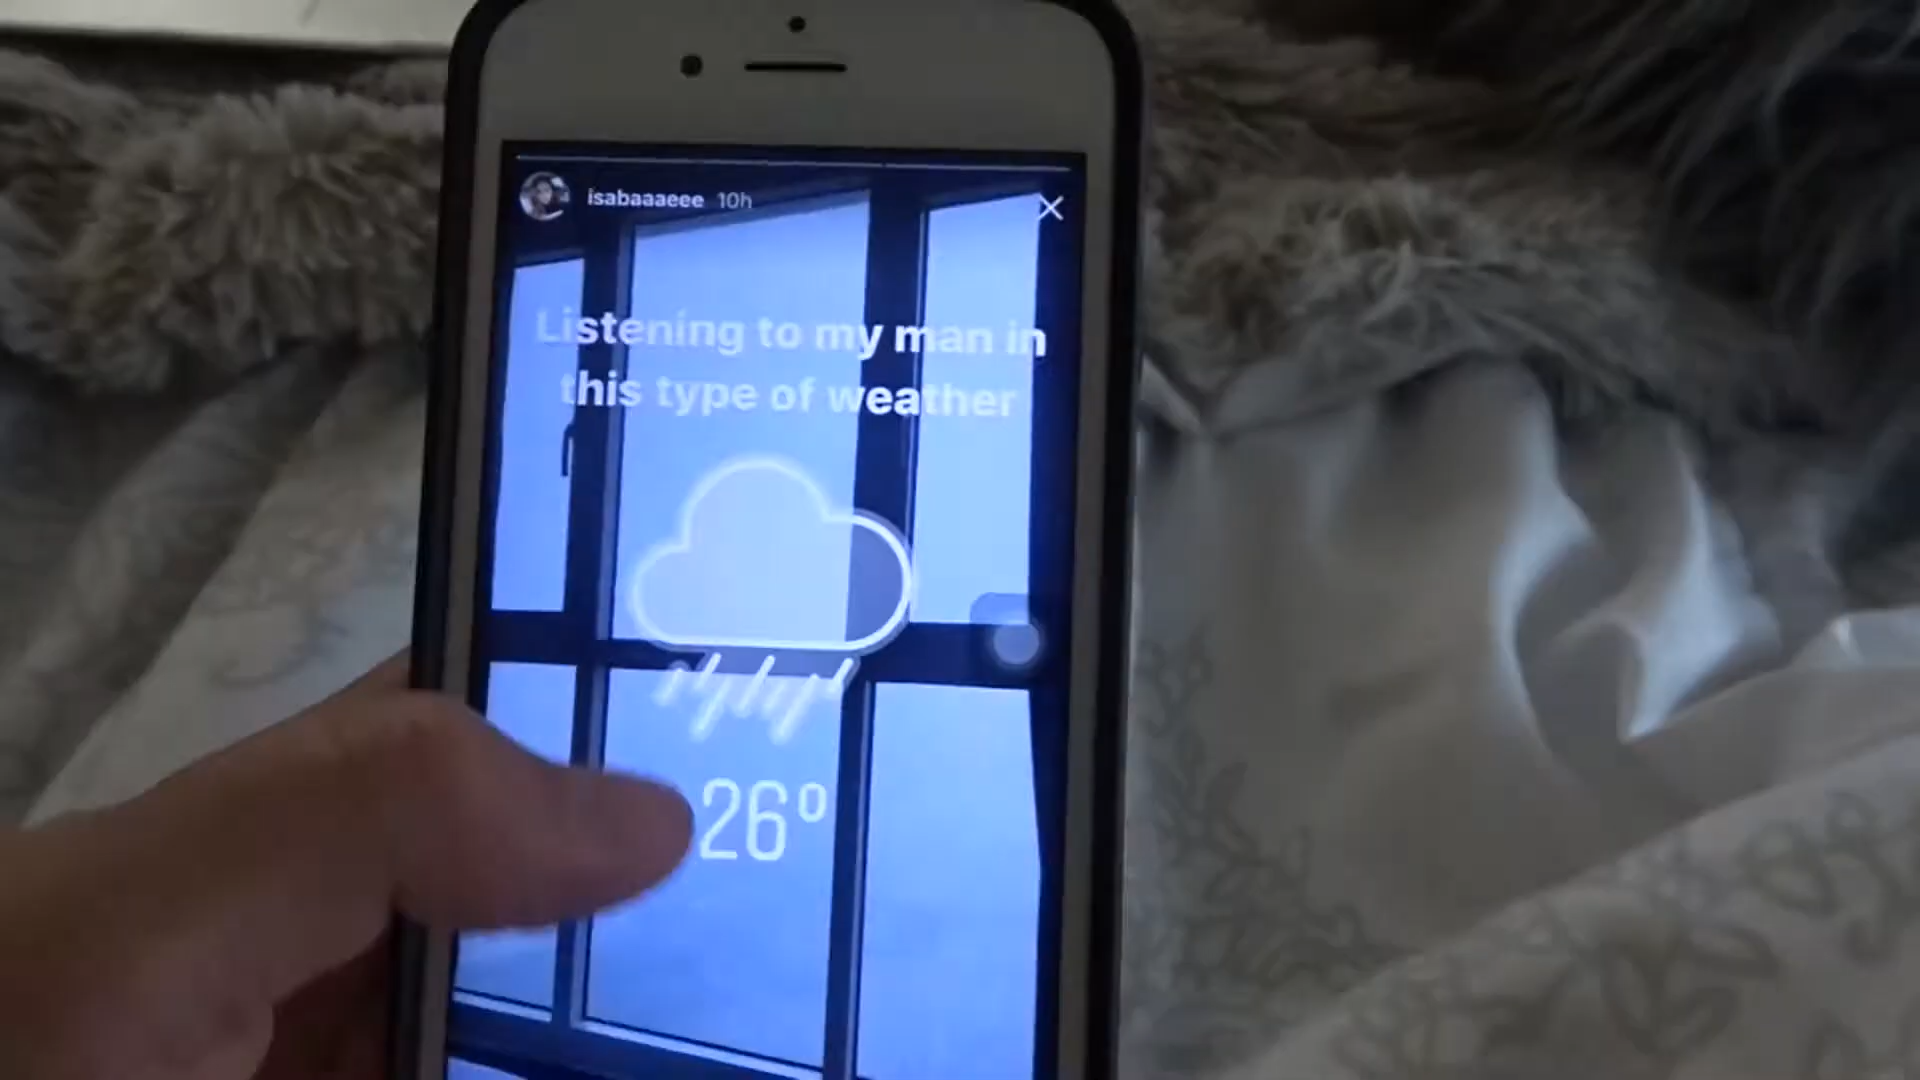 isabaaaeee 10h
Listening to my man in
this type of weather
26°